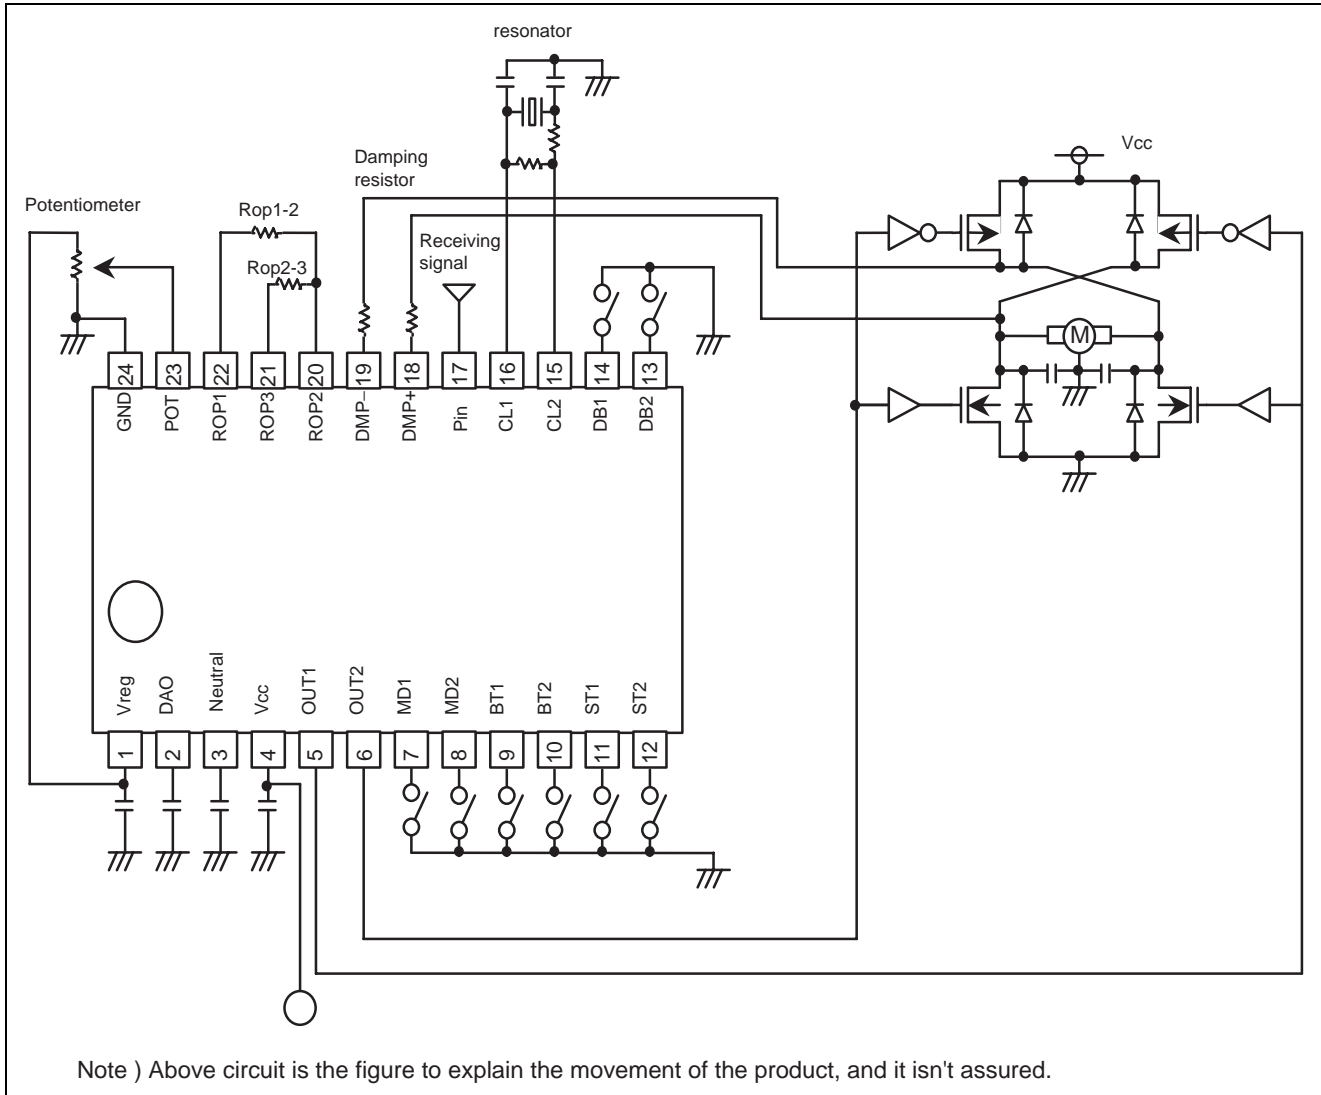 resonator
Vcc
Damping
resistor
Potentiometer
Rop1-2
Receiving
signal
Rop2-3
M
24 23 22 21 20 19 18 17 16 15 14 13
GND POT ROP1 ROP3 ROP2 DMP− DMP+ Pin CL1 CL2 DB1 DB2
Vreg DAO Neutral Vcc OUT1 OUT2 MD1 MD2 BT1 BT2 ST1 ST2
1 2 3 4 5 6 7 8 9 10 11 12
Note ) Above circuit is the figure to explain the movement of the product, and it isn't assured.